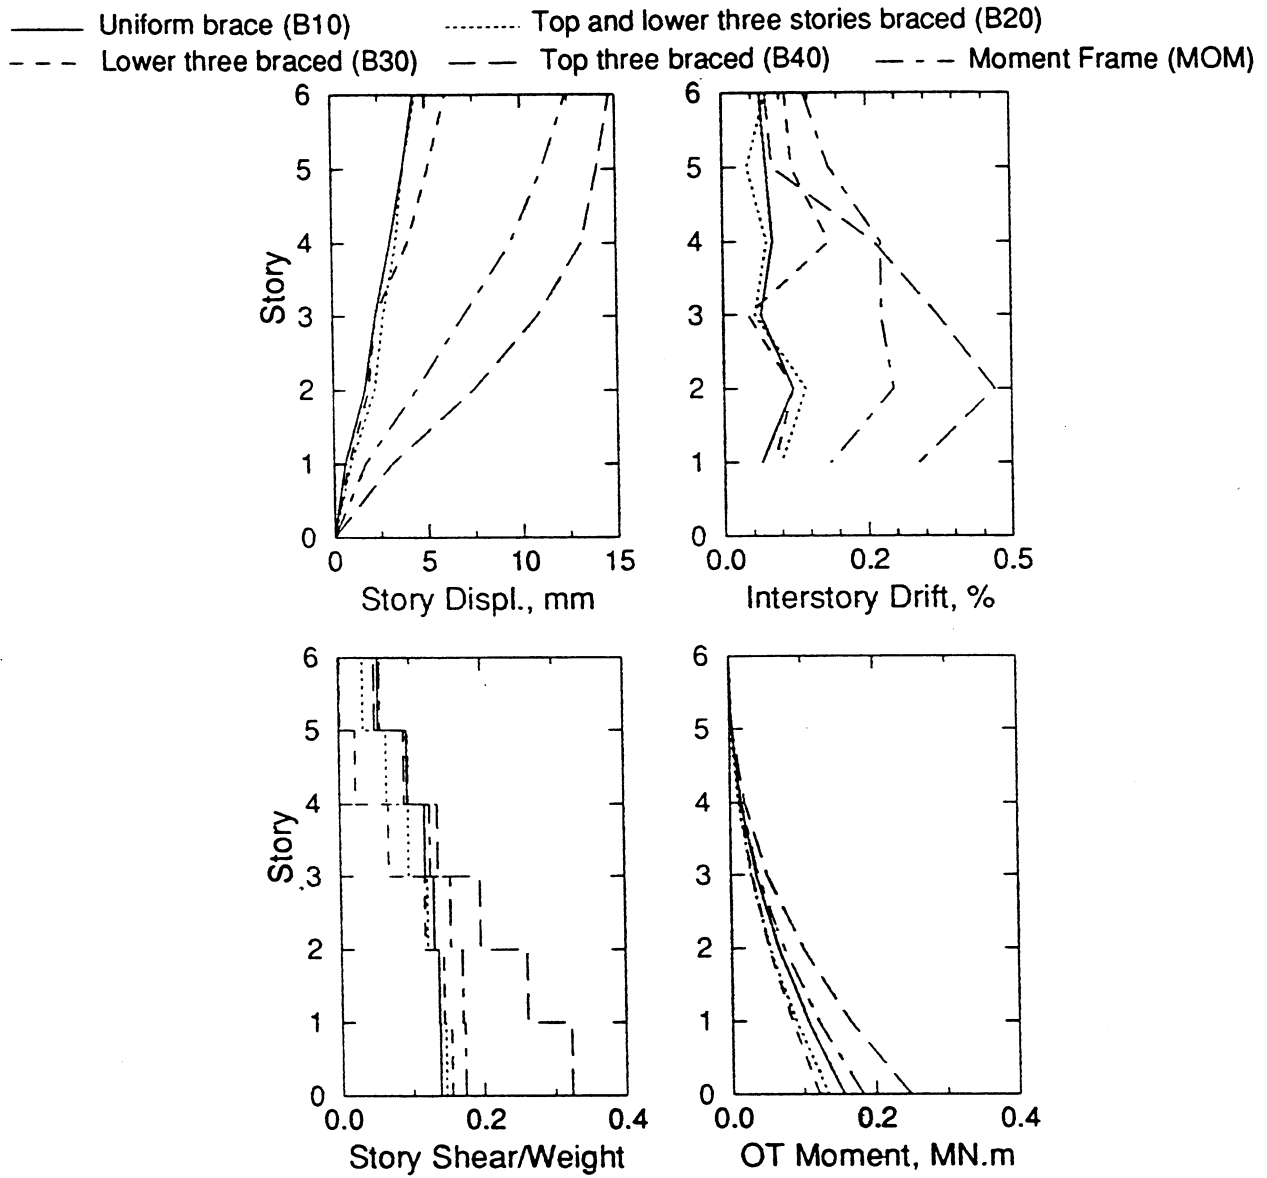 Uniform brace (B10) Top and lower three stories braced (B20)
Lower three braced (B30) Top three braced (B40) Moment Frame (MOM)
6
5
4
3
2
1
0
Story
0 5 10 15
Story Displ., mm
6
5
4
3
2
1
0
0.0 0.2 0.5
Interstory Drift, %
6
5
4
3
2
1
0
Story
0.0 0.2 0.4
Story Shear/Weight
6
5
4
3
2
1
0
0.0 0.2 0.4
OT Moment, MN.m